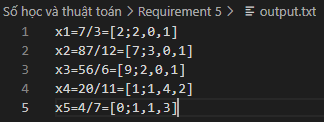 Số học và thuật toán > Requirement 5 > output.txt
1 x1=7/3=[2;2,0,1]
2 x2=87/12=[7;3,0,1]
3 x3=56/6=[9;2,0,1]
4 x4=20/11=[1;1,4,2]
5 x5=4/7=[0;1,1,3]